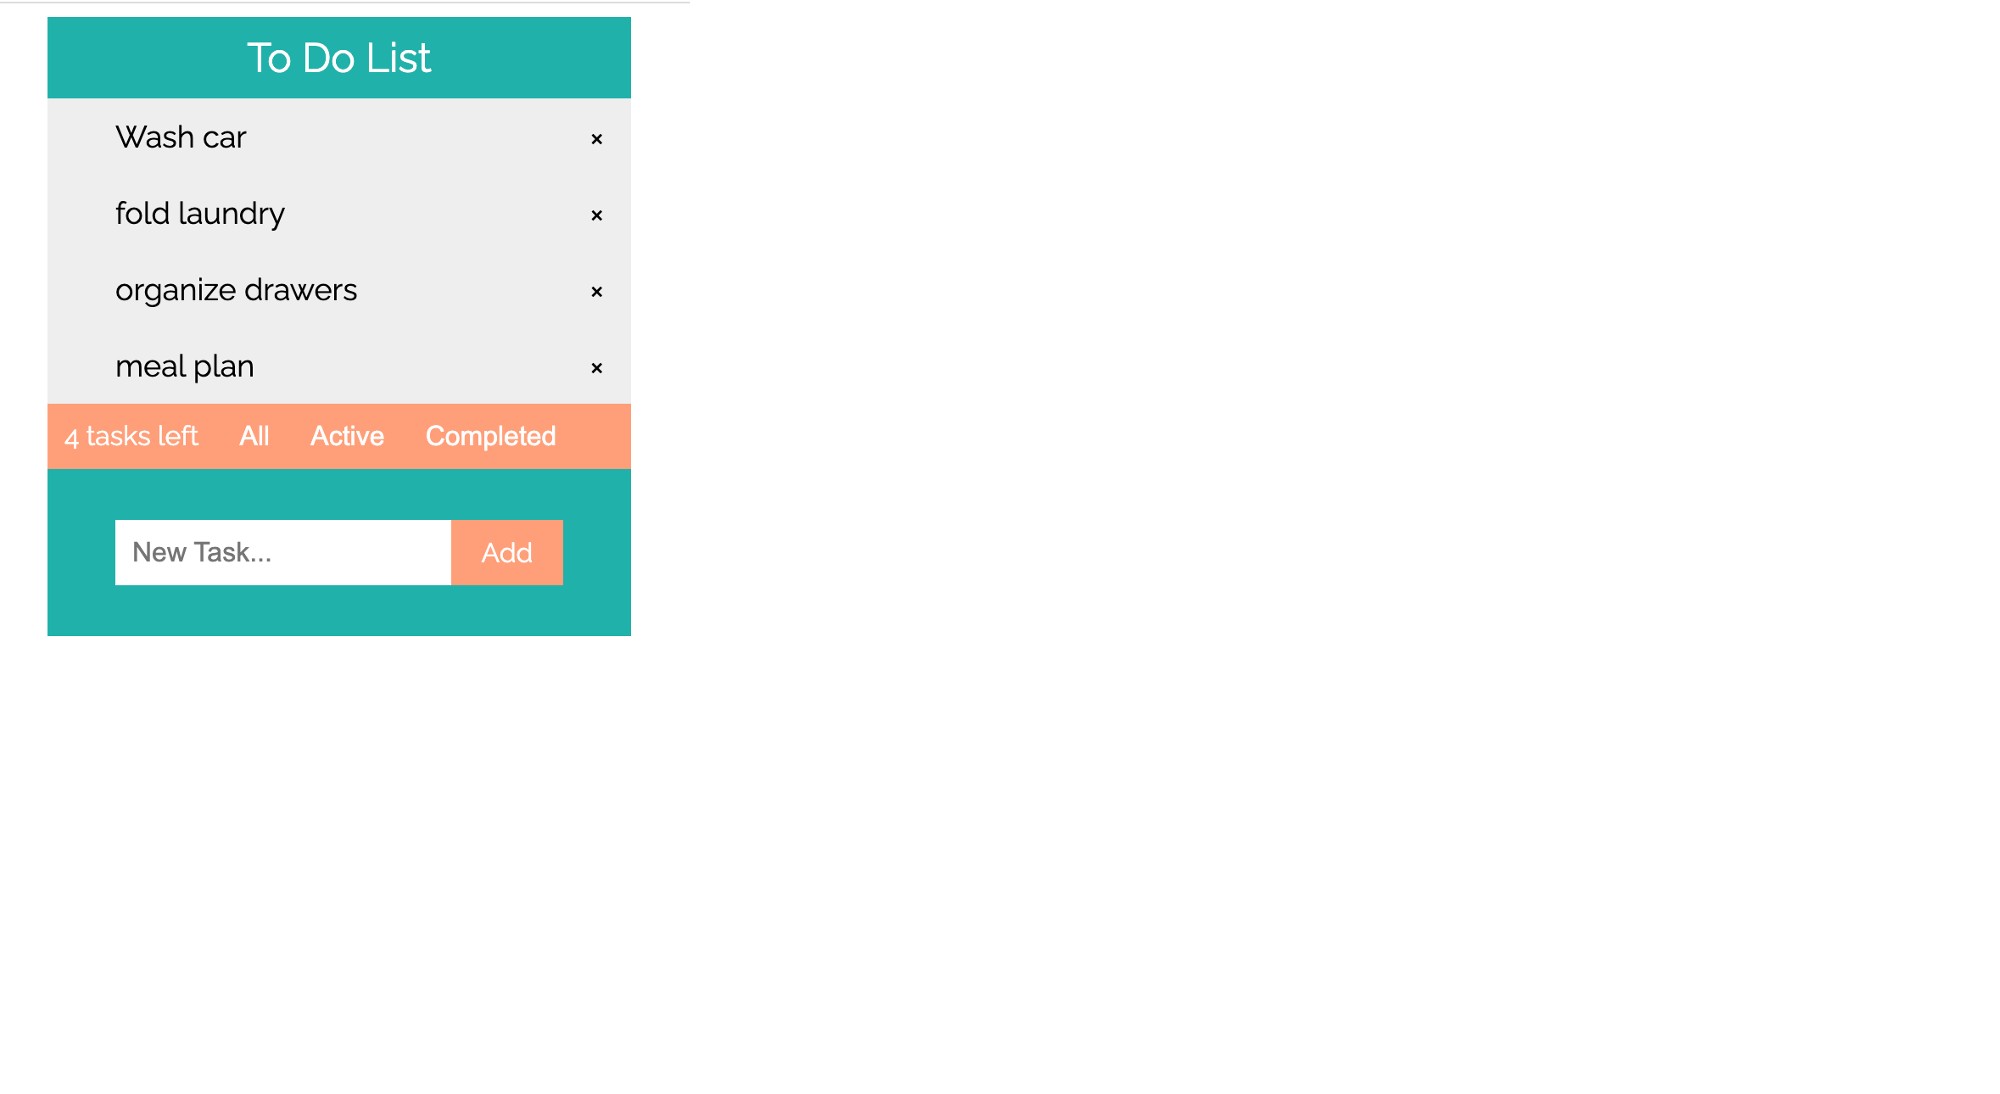 To Do List
Wash car ×
fold laundry ×
organize drawers ×
meal plan ×
4 tasks left All Active Completed
New Task... Add